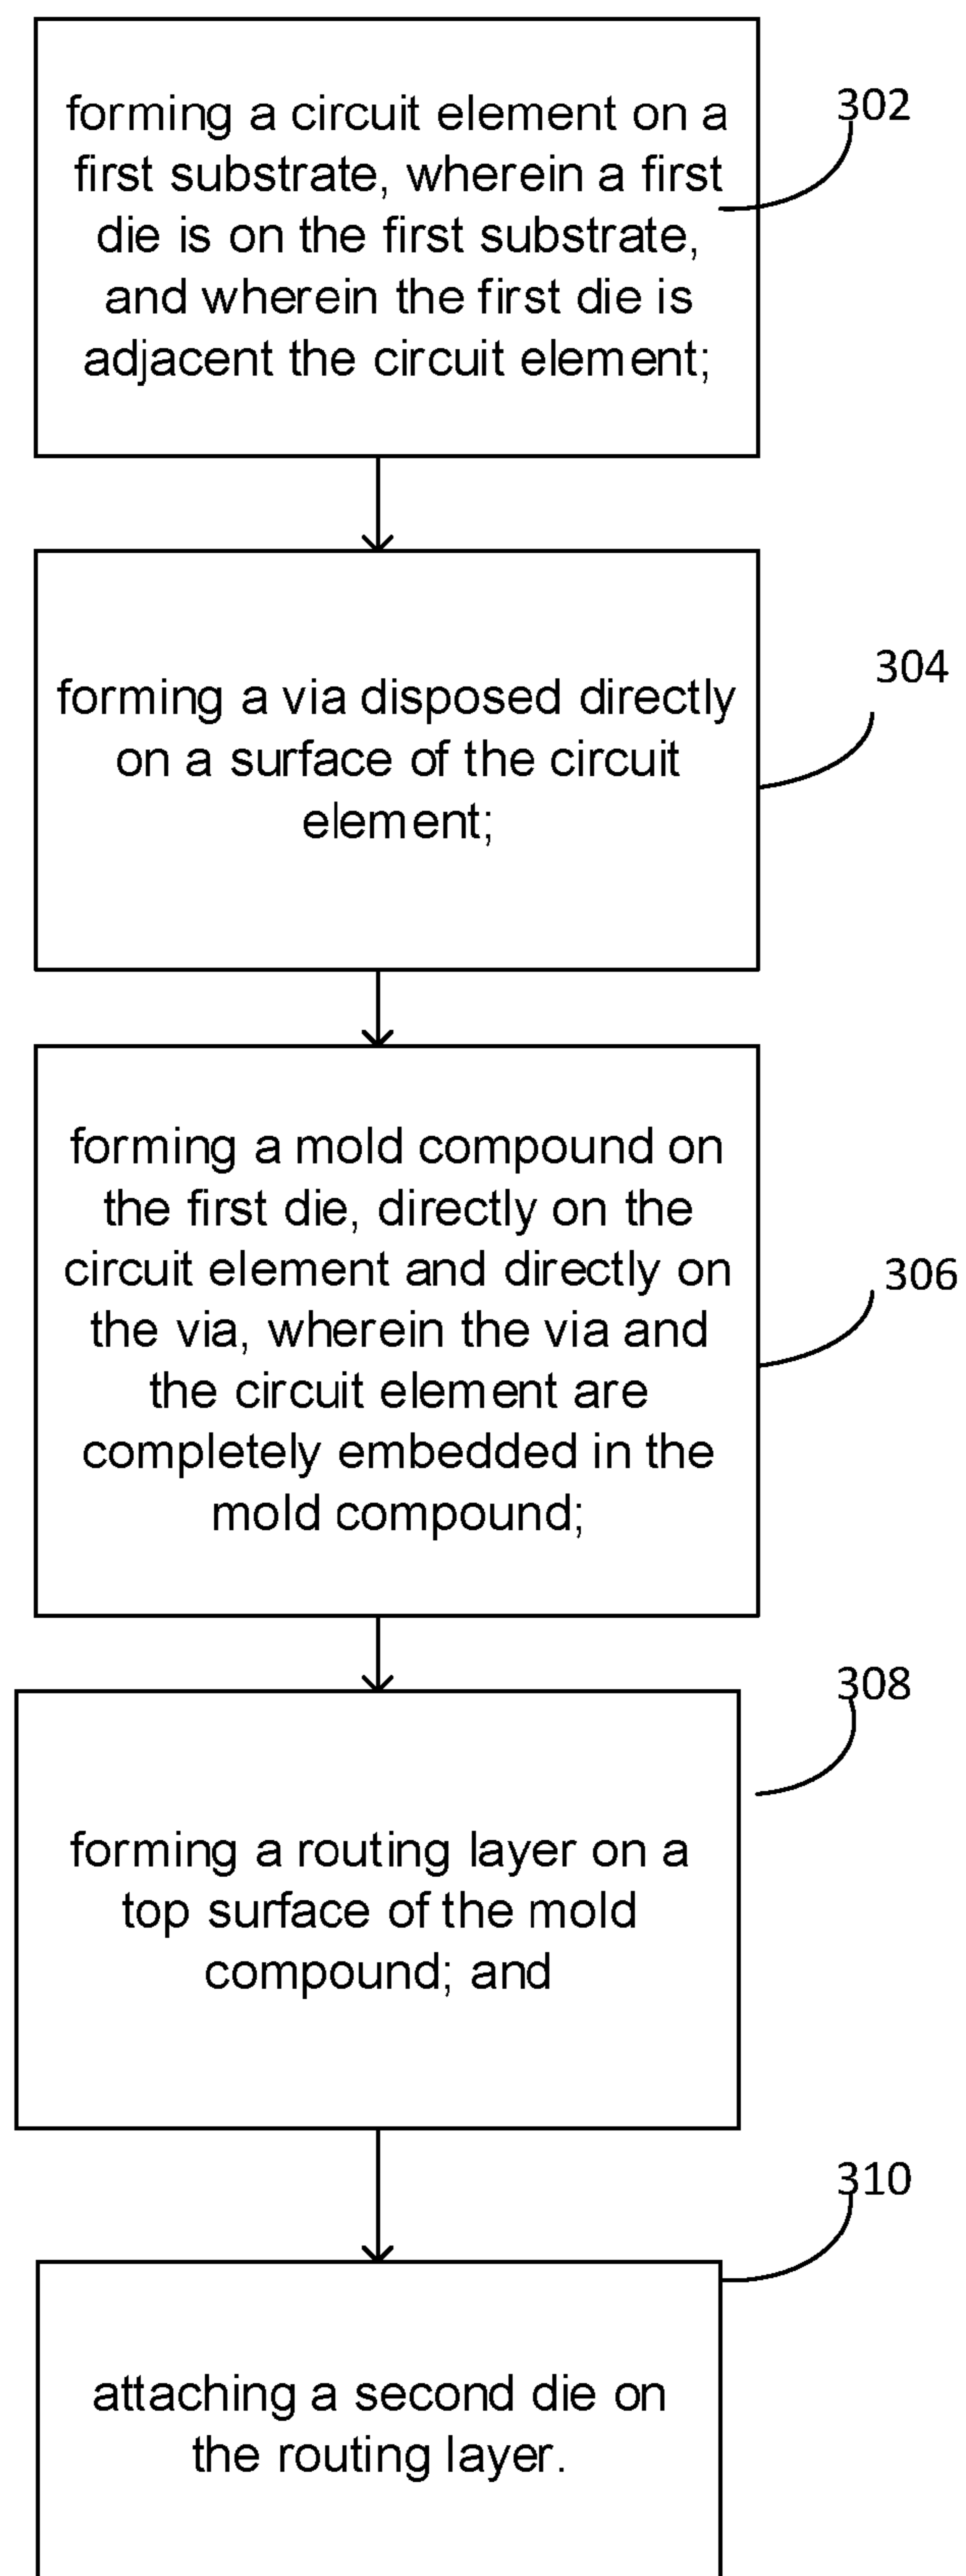 forming a circuit element on a
first substrate, wherein a first
die is on the first substrate,
and wherein the first die is
adjacent the circuit element;
302
forming a via disposed directly
on a surface of the circuit
element;
304
forming a mold compound on
the first die, directly on the
circuit element and directly on
the via, wherein the via and
the circuit element are
completely embedded in the
mold compound;
306
forming a routing layer on a
top surface of the mold
compound; and
308
attaching a second die on
the routing layer.
310